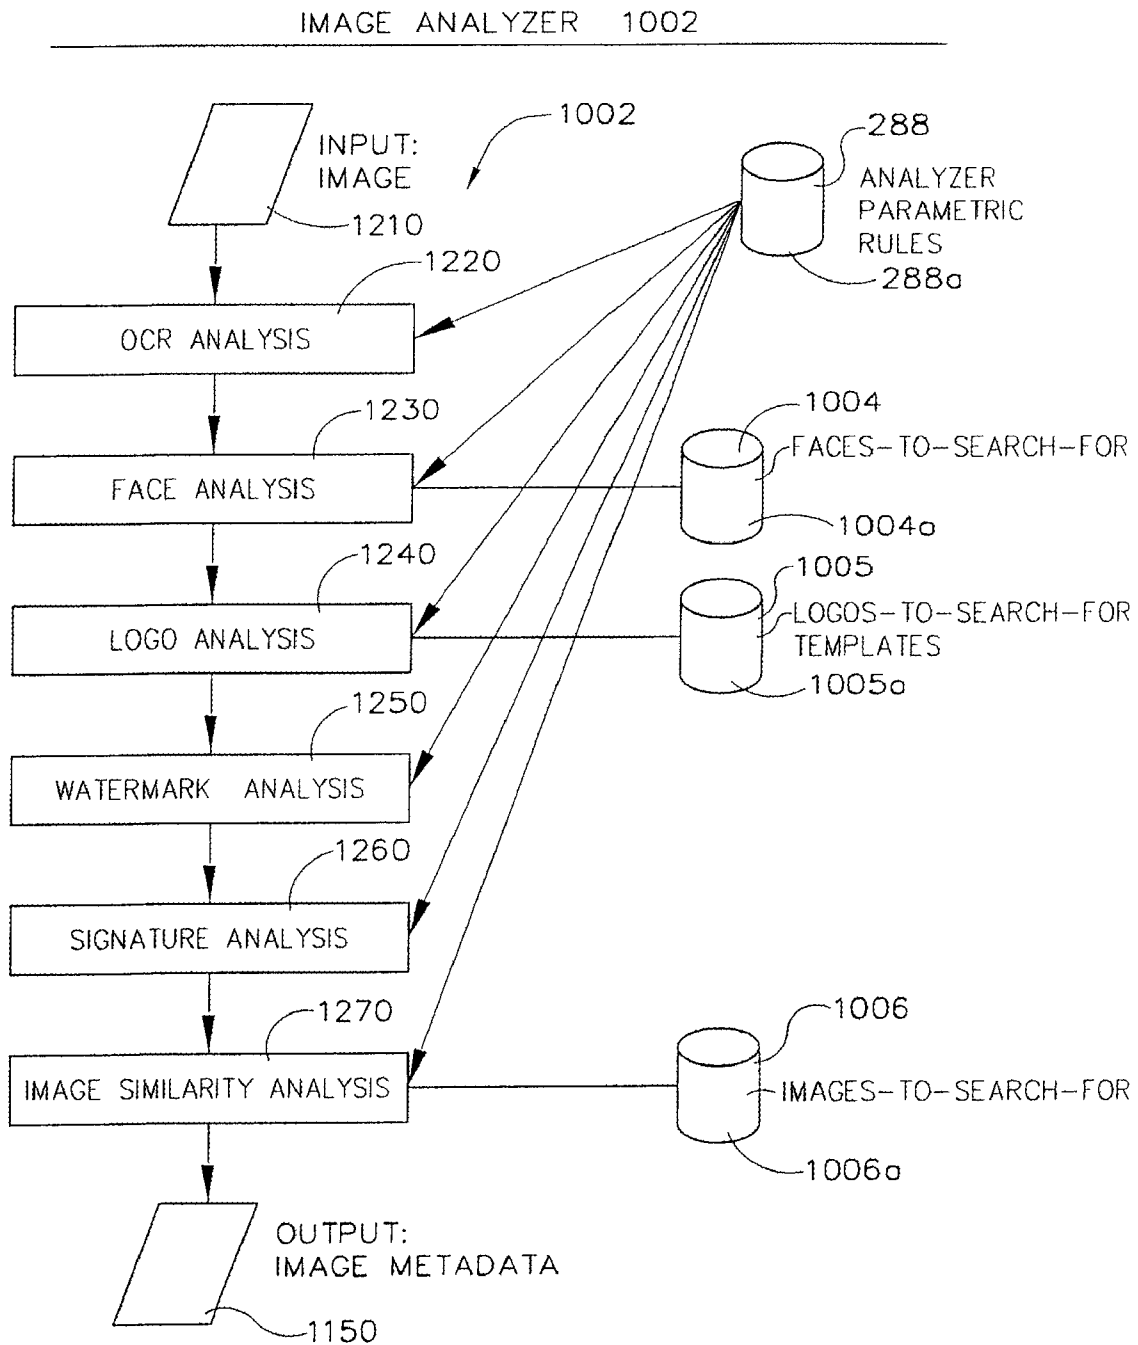 IMAGE ANALYZER 1002
INPUT:
IMAGE
1210
1002
288
ANALYZER
PARAMETRIC
RULES
288a
1220
OCR ANALYSIS
1230
FACE ANALYSIS
1004
FACES-TO-SEARCH-FOR
1004a
1240
LOGO ANALYSIS
1005
LOGOS-TO-SEARCH-FOR
TEMPLATES
1005a
1250
WATERMARK ANALYSIS
1260
SIGNATURE ANALYSIS
1270
IMAGE SIMILARITY ANALYSIS
1006
IMAGES-TO-SEARCH-FOR
1006a
OUTPUT:
IMAGE METADATA
1150